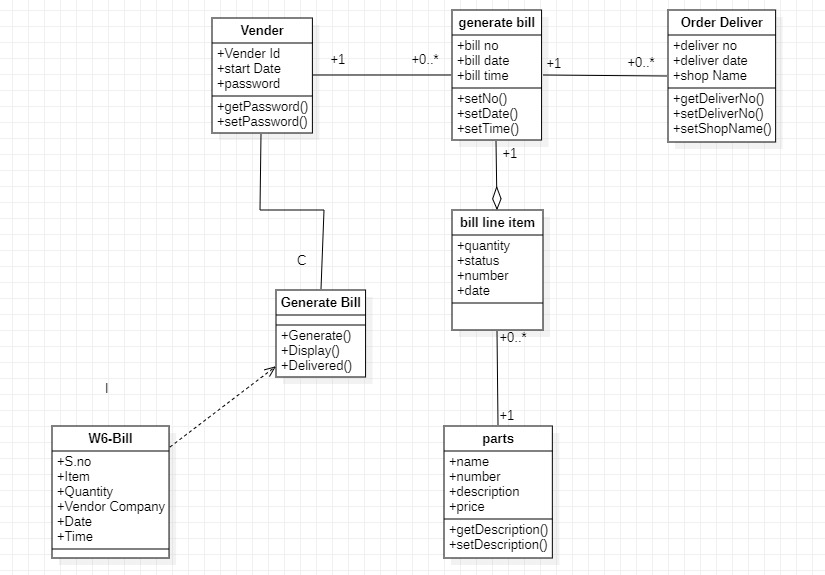 Vender
+Vender Id
+start Date
+password
+getPassword()
+setPassword()
+1
+0..*
generate bill
+bill no
+bill date
+bill time
+setNo()
+setDate()
+setTime()
+1
+0..*
Order Deliver
+deliver no
+deliver date
+shop Name
+getDeliverNo()
+setDeliverNo()
+setShopName()
+1
bill line item
+quantity
+status
+number
+date
+0..*
+1
C
Generate Bill
+Generate()
+Display()
+Delivered()
I
W6-Bill
+S.no
+Item
+Quantity
+Vendor Company
+Date
+Time
parts
+name
+number
+description
+price
+getDescription()
+setDescription()